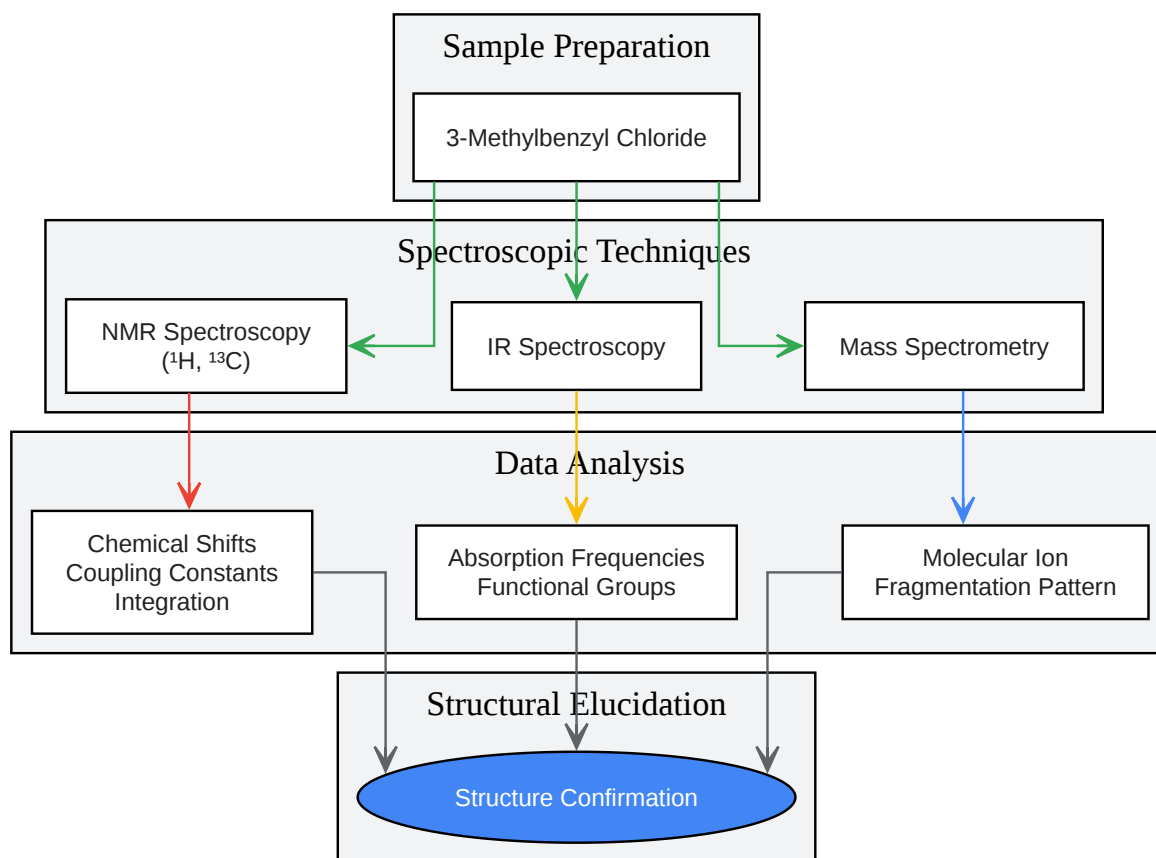 Sample Preparation
3-Methylbenzyl Chloride
Spectroscopic Techniques
NMR Spectroscopy
(¹H, ¹³C)
IR Spectroscopy
Mass Spectrometry
Data Analysis
Chemical Shifts
Coupling Constants
Integration
Absorption Frequencies
Functional Groups
Molecular Ion
Fragmentation Pattern
Structural Elucidation
Structure Confirmation